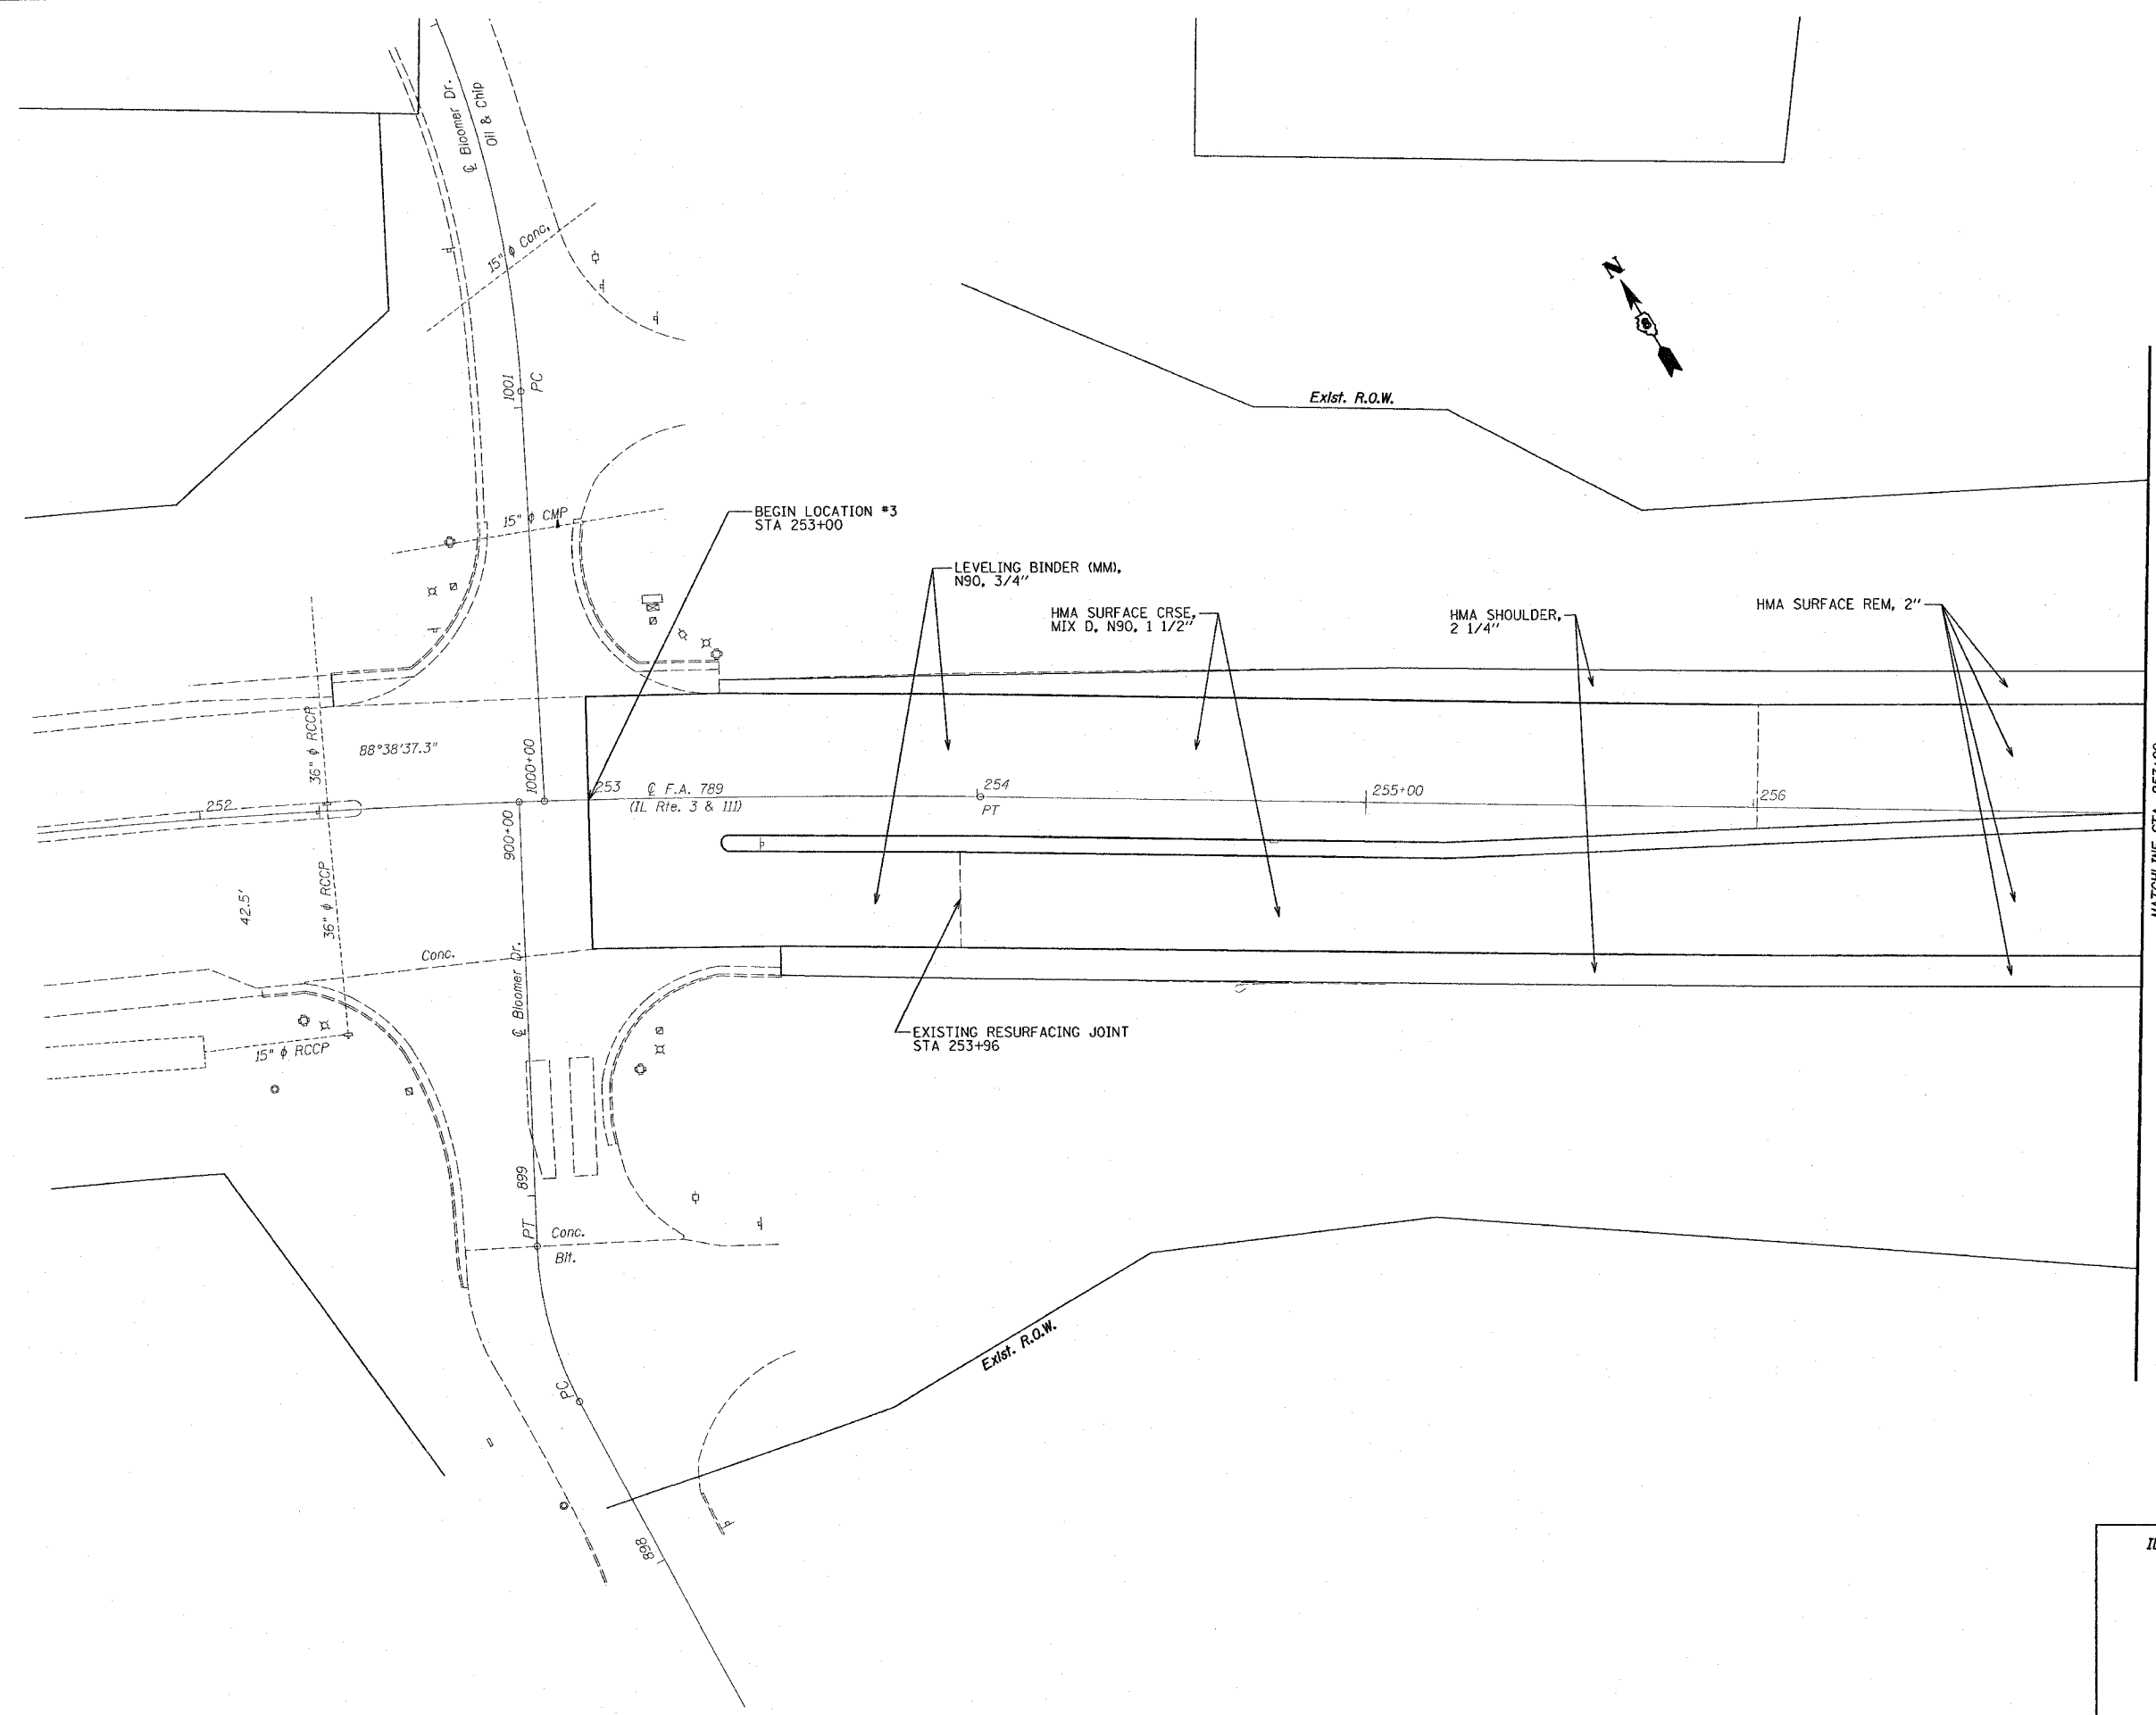 ℄ Bloomer Dr.
Oil & Chip
15" ϕ Conc.
N
8
1001
PC
Exist. R.O.W.
BEGIN LOCATION #3
STA 253+00
15" ϕ CMP
LEVELING BINDER (MM),
N90, 3/4"
HMA SURFACE CRSE,
MIX D, N90, 1 1/2"
HMA SHOULDER,
2 1/4"
HMA SURFACE REM, 2"
36" ϕ RCCP
88°38'37.3"
1000+00
252
253
℄ F.A. 789
(IL Rte. 3 & 111)
254
PT
255+00
256
900+00
42.5'
36" ϕ RCCP
Conc.
℄ Bloomer Dr.
15" ϕ RCCP
EXISTING RESURFACING JOINT
STA 253+96
899
PT
Conc.
Bit.
PC
Exist. R.O.W.
898